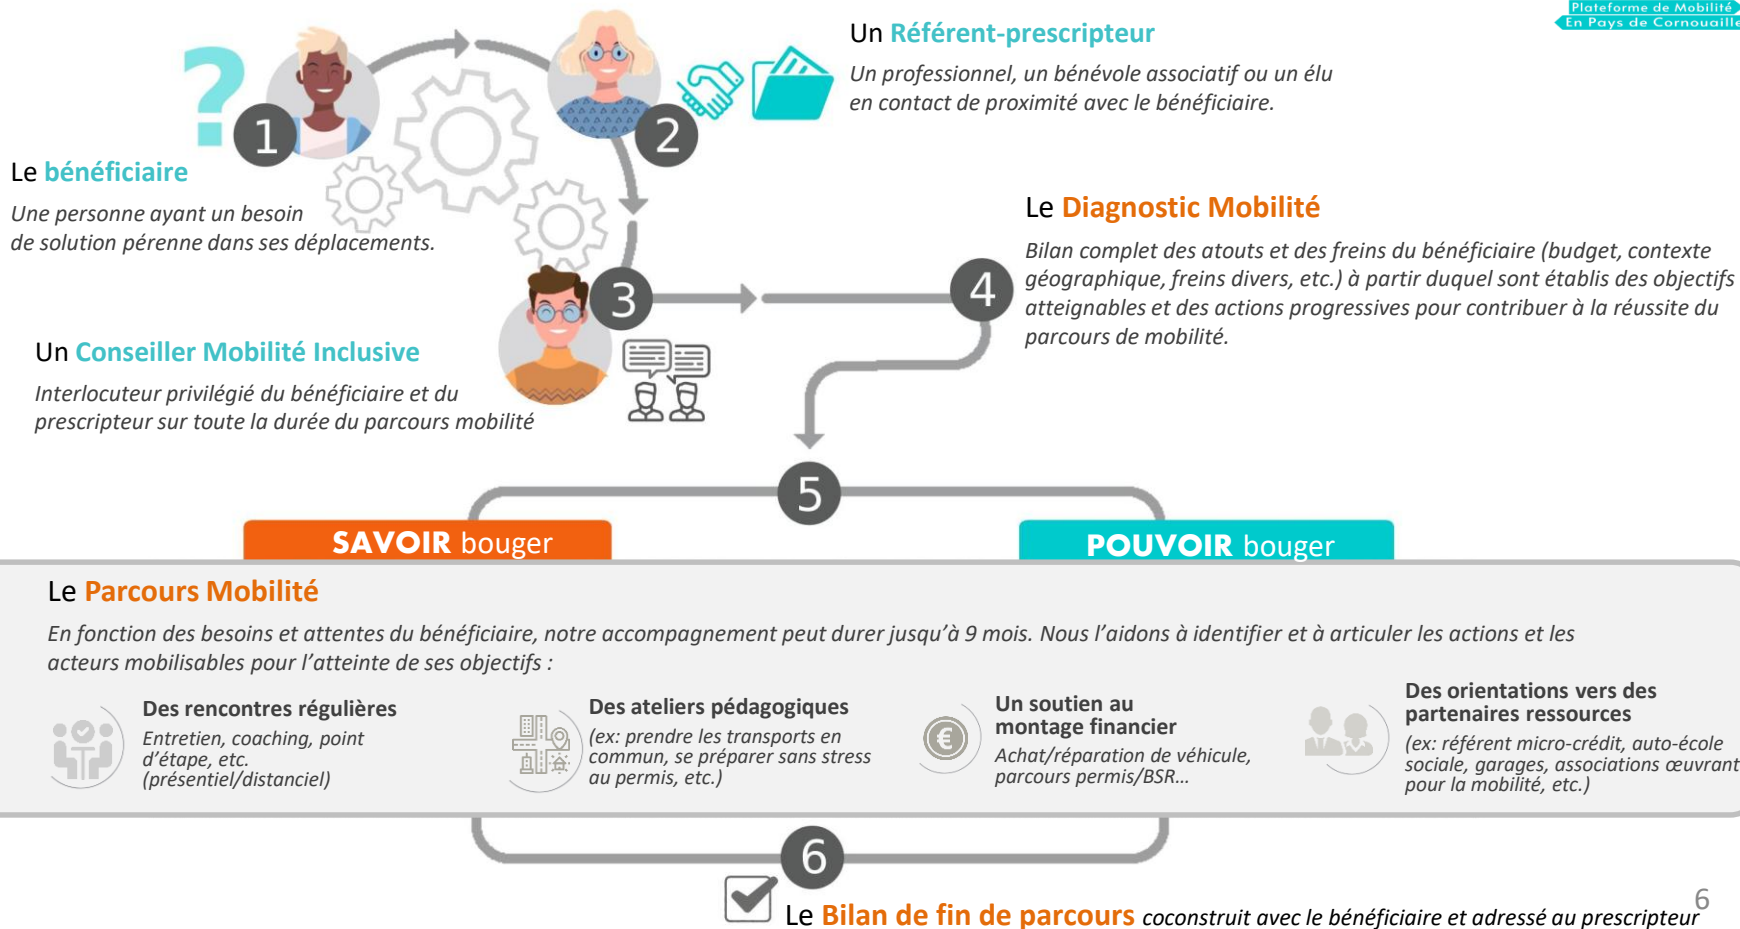 Plateforme de Mobilité
En Pays de Cornouaille
?
1
2
Un Référent-prescripteur
Un professionnel, un bénévole associatif ou un élu
en contact de proximité avec le bénéficiaire.
Le bénéficiaire
Une personne ayant un besoin
de solution pérenne dans ses déplacements.
3
Un Conseiller Mobilité Inclusive
Interlocuteur privilégié du bénéficiaire et du
prescripteur sur toute la durée du parcours mobilité
4
Le Diagnostic Mobilité
Bilan complet des atouts et des freins du bénéficiaire (budget, contexte
géographique, freins divers, etc.) à partir duquel sont établis des objectifs
atteignables et des actions progressives pour contribuer à la réussite du
parcours de mobilité.
5
SAVOIR bouger
POUVOIR bouger
Le Parcours Mobilité
En fonction des besoins et attentes du bénéficiaire, notre accompagnement peut durer jusqu'à 9 mois. Nous l'aidons à identifier et à articuler les actions et les
acteurs mobilisables pour l'atteinte de ses objectifs :
Des rencontres régulières
Entretien, coaching, point
d'étape, etc.
(présentiel/distanciel)
Des ateliers pédagogiques
(ex: prendre les transports en
commun, se préparer sans stress
au permis, etc.)
€
Un soutien au
montage financier
Achat/réparation de véhicule,
parcours permis/BSR…
Des orientations vers des
partenaires ressources
(ex: référent micro-crédit, auto-école
sociale, garages, associations œuvrant
pour la mobilité, etc.)
6
Le Bilan de fin de parcours coconstruit avec le bénéficiaire et adressé au prescripteur
6